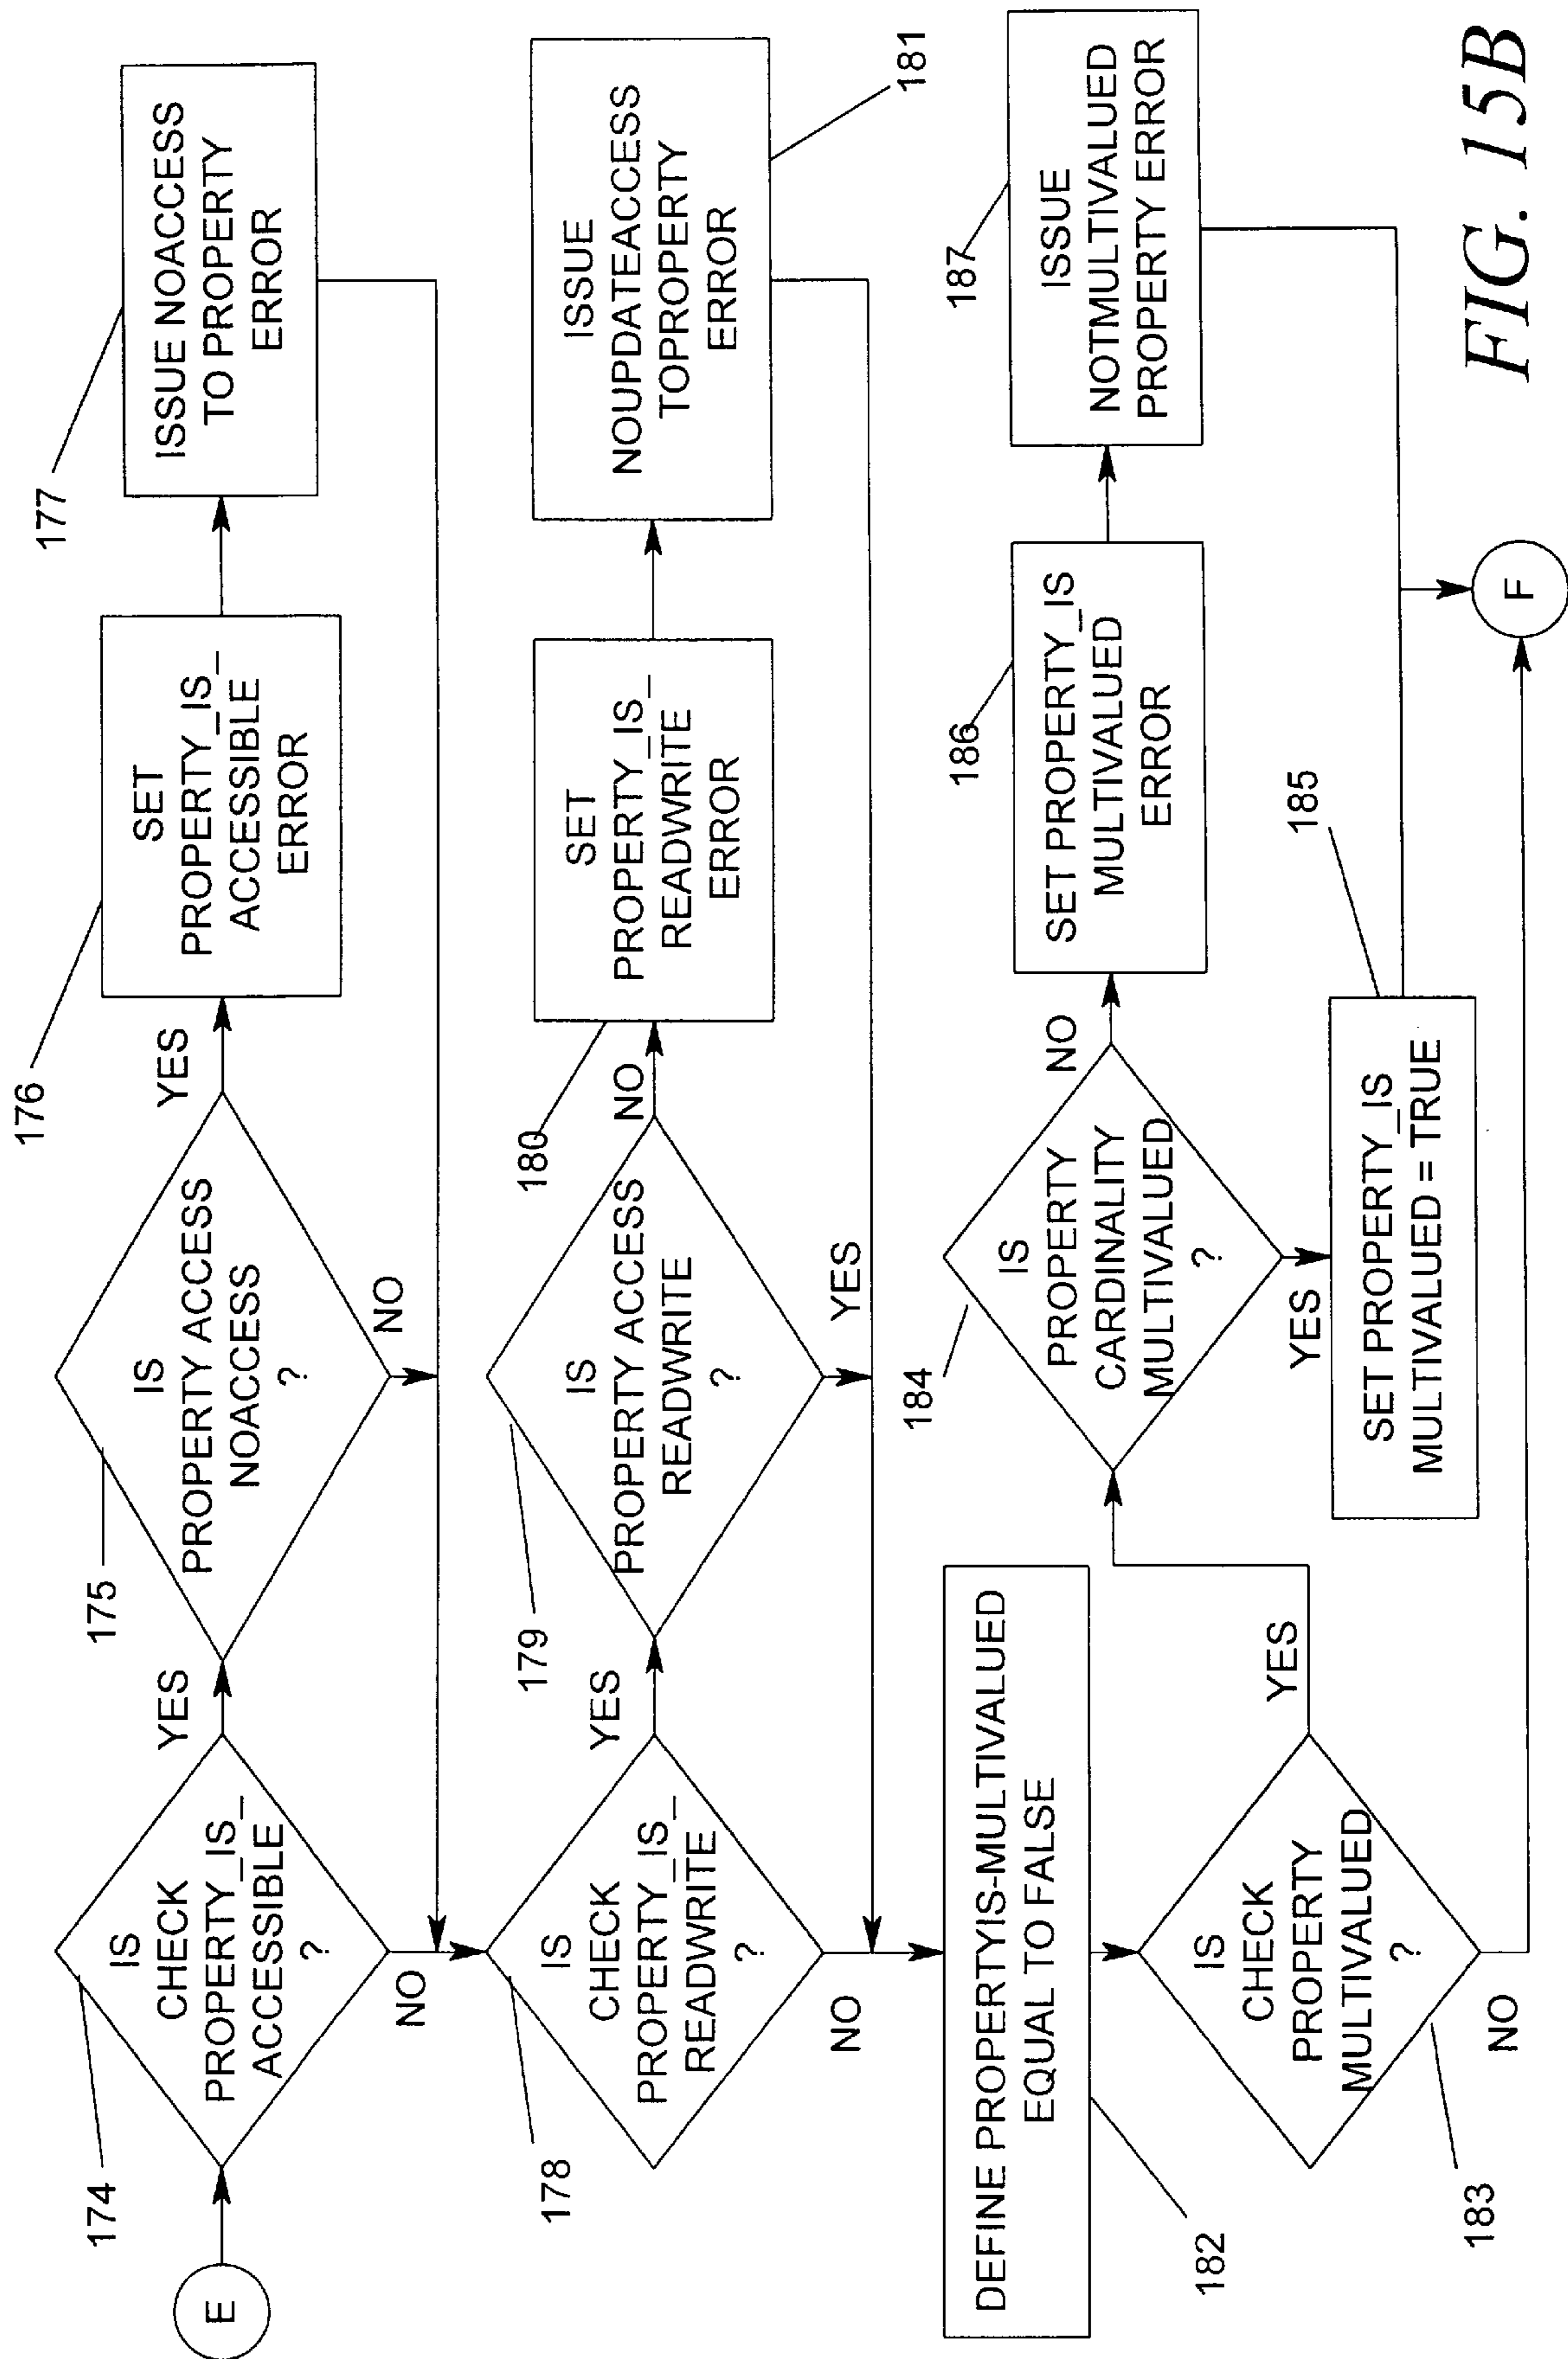 E
174
IS
CHECK
PROPERTY_IS_
ACCESSIBLE
?
YES
NO
175
IS
PROPERTY ACCESS
NOACCESS
?
YES
NO
176
SET
PROPERTY_IS_
ACCESSIBLE
ERROR
177
ISSUE NOACCESS
TO PROPERTY
ERROR
178
IS
CHECK
PROPERTY_IS_
READWRITE
?
YES
NO
179
IS
PROPERTY ACCESS
READWRITE
?
NO
YES
180
SET
PROPERTY_IS_
READWRITE
ERROR
ISSUE
NOUPDATEACCESS
TOPROPERTY
ERROR
181
DEFINE PROPERTYIS-MULTIVALUED
EQUAL TO FALSE
182
IS
CHECK
PROPERTY
MULTIVALUED
?
183
YES
NO
184
IS
PROPERTY
CARDINALITY
MULTIVALUED
?
NO
YES
SET PROPERTY_IS
MULTIVALUED = TRUE
185
186
SET PROPERTY_IS
MULTIVALUED
ERROR
187
ISSUE
NOTMULTIVALUED
PROPERTY ERROR
F
FIG. 15B